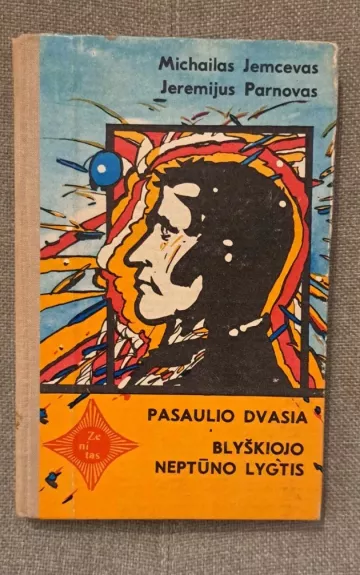 Michailas Jemcevas
Jeremijus Parnovas
PASAULIO DVASIA
BLYŠKIOJO
NEPTŪNO LYGTIS
Ze
ni
tas